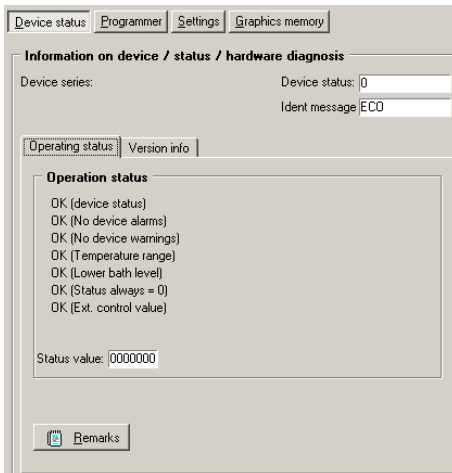 Device status Programmer Settings Graphics memory
Information on device / status / hardware diagnosis
Device series: Device status: 0
Ident message ECO
Operating status Version info
Operation status
OK (device status)
OK (No device alarms)
OK (No device warnings)
OK (Temperature range)
OK (Lower bath level)
OK (Status always = 0)
OK (Ext. control value)
Status value: 0000000
Remarks